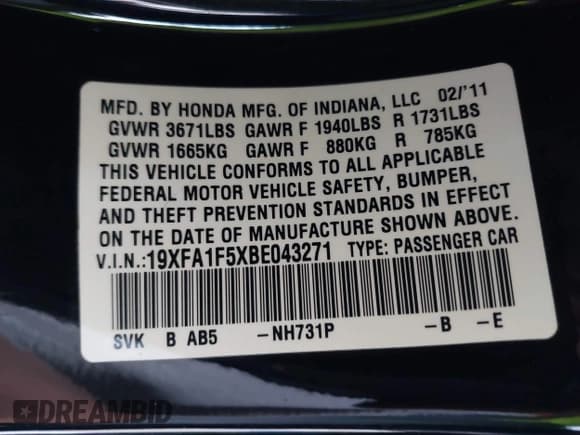 MFD. BY HONDA MFG. OF INDIANA, LLC 02/'11
GVWR 3671LBS GAWR F 1940LBS R 1731LBS
GVWR 1665KG GAWR F 880KG R 785KG
THIS VEHICLE CONFORMS TO ALL APPLICABLE
FEDERAL MOTOR VEHICLE SAFETY, BUMPER,
AND THEFT PREVENTION STANDARDS IN EFFECT
ON THE DATE OF MANUFACTURE SHOWN ABOVE.
V.I.N.:19XFA1F5XBE043271 TYPE: PASSENGER CAR
SVK B AB5 -NH731P -B -E
DREAMBID